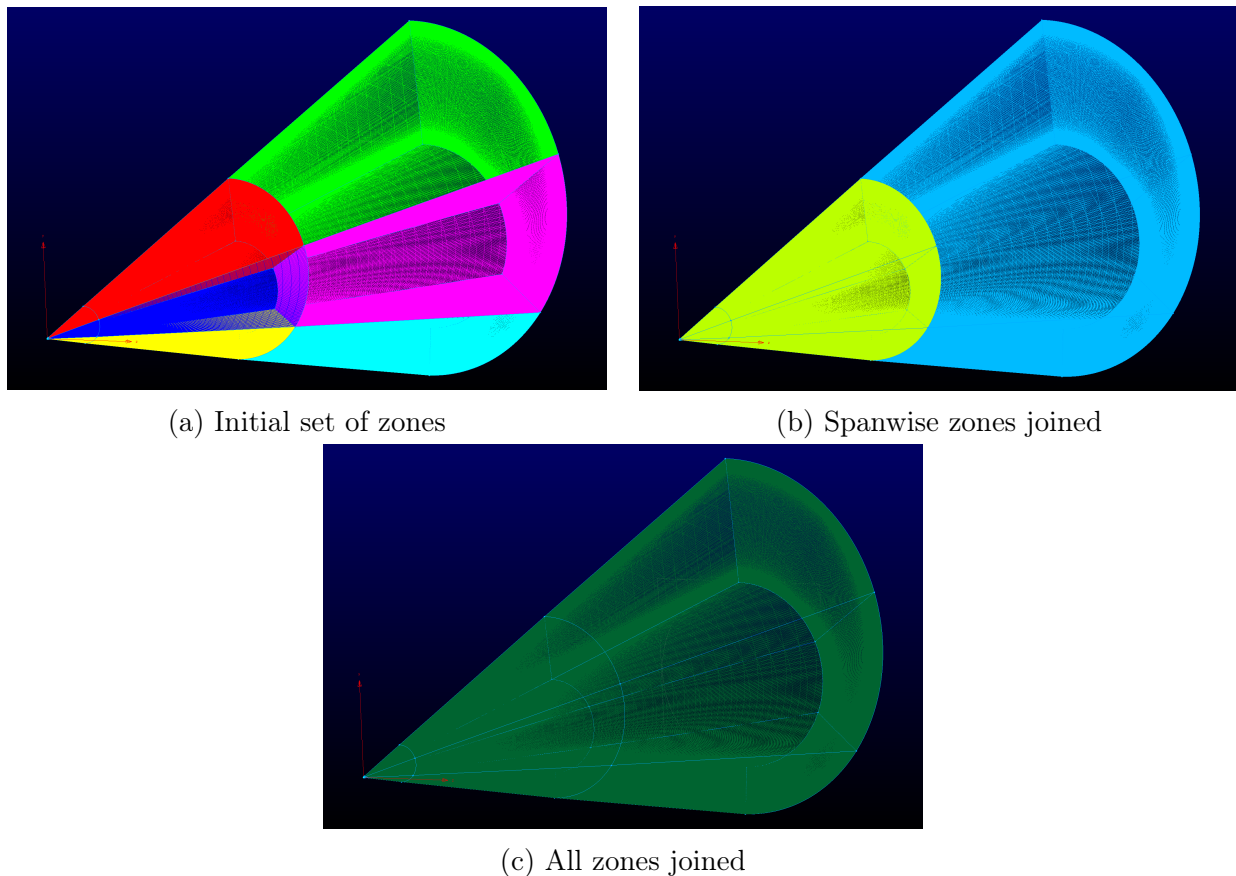 (a) Initial set of zones
(b) Spanwise zones joined
(c) All zones joined